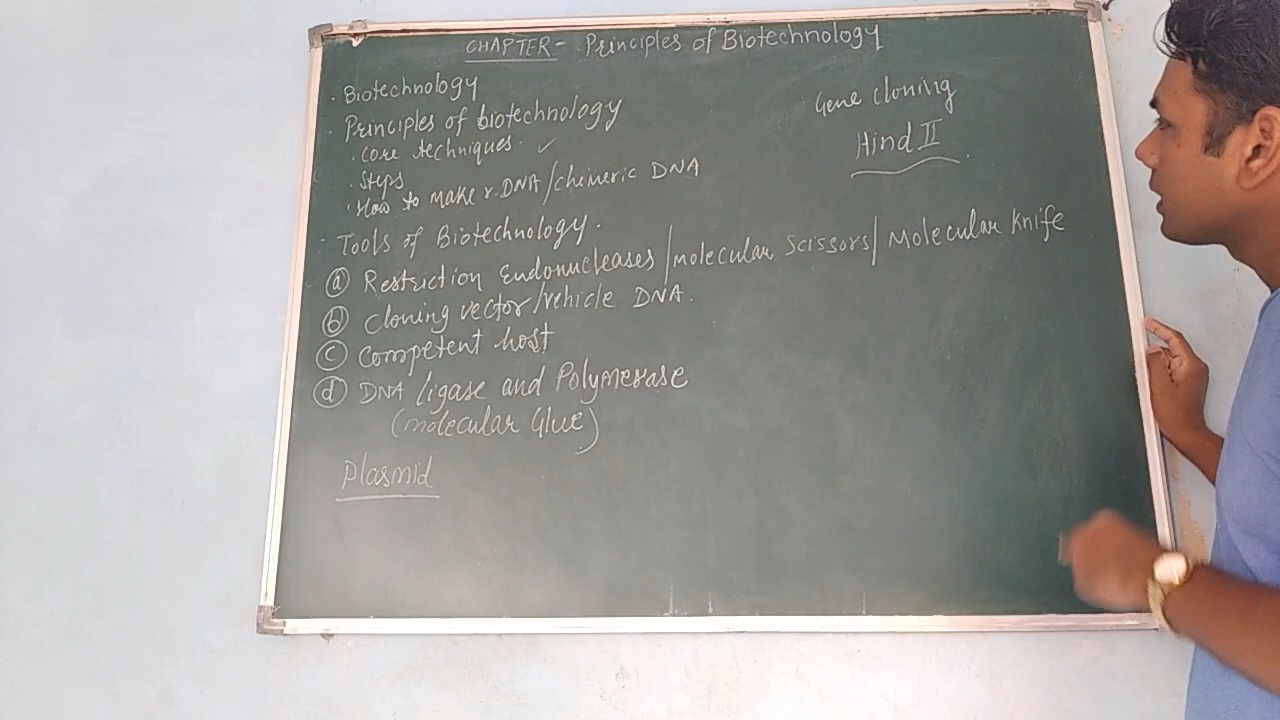 CHAPTER- Principles of Biotechnology
· Biotechnology
· Principles of biotechnology
· Core techniques. ✓
· Steps
· How to make r.DNA/chimeric DNA
· Tools of Biotechnology.
(a) Restriction Endonucleases/molecular Scissors/Molecular Knife
(b) Cloning vector/vehicle DNA.
(c) Competent host
(d) DNA ligase and Polymerase
(molecular Glue)
Plasmid
Gene cloning
Hind II